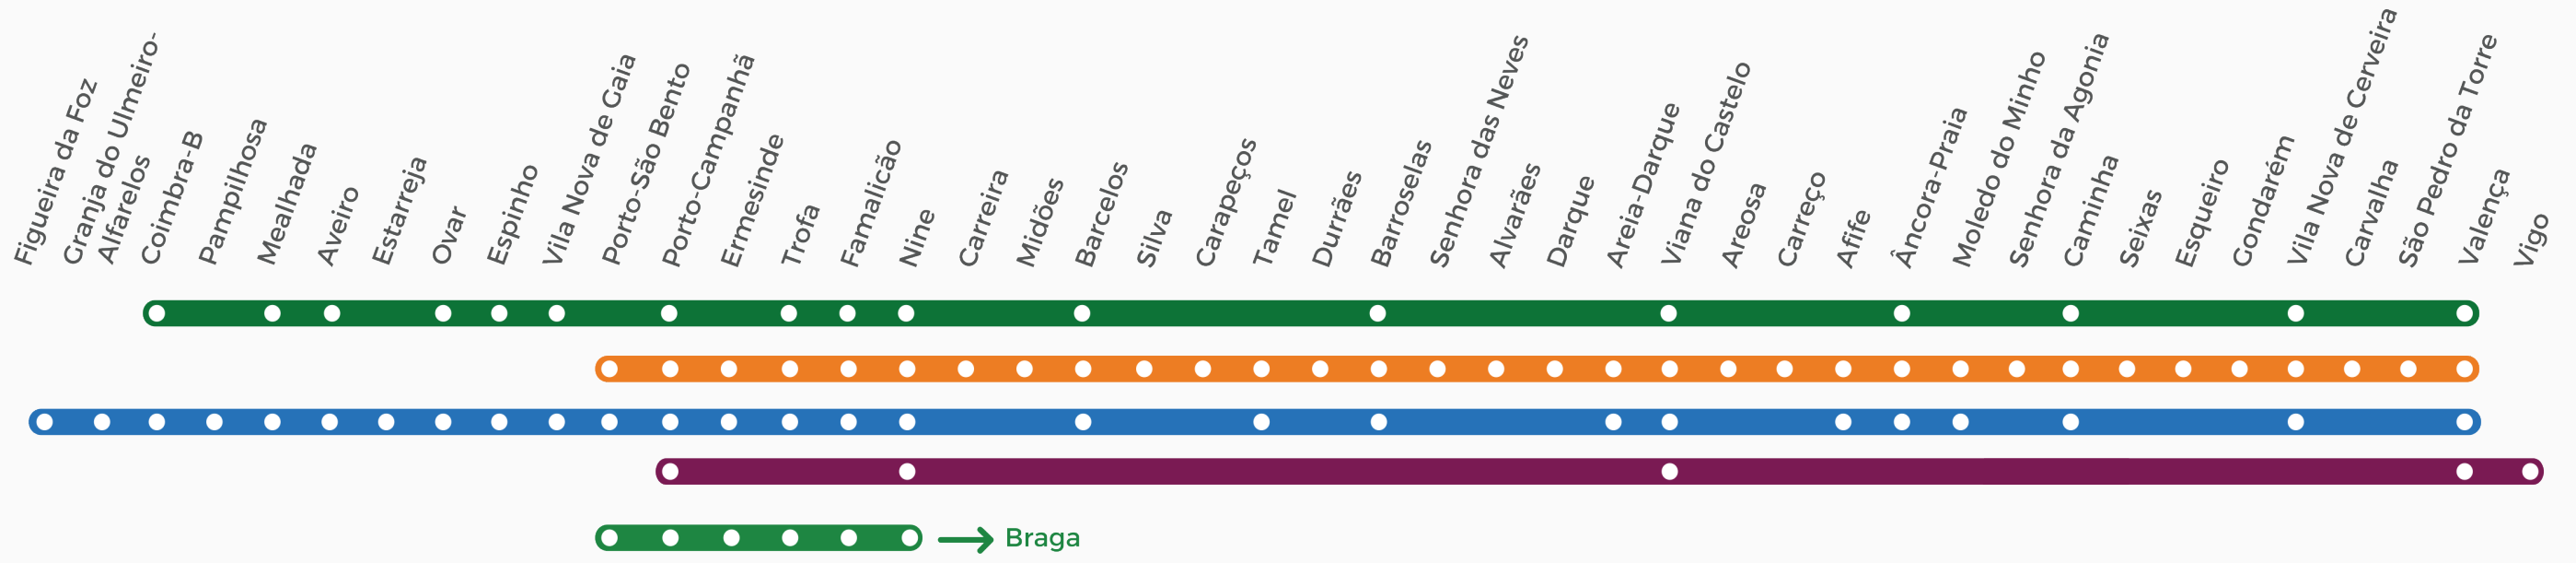 Figueira da Foz
Granja do Ulmeiro-
Alfarelos
Coimbra-B
Pampilhosa
Mealhada
Aveiro
Estarreja
Ovar
Espinho
Vila Nova de Gaia
Porto-São Bento
Porto-Campanhã
Ermesinde
Trofa
Famalicão
Nine
Carreira
Midões
Barcelos
Silva
Carapeços
Tamel
Durrães
Barroselas
Senhora das Neves
Alvarães
Darque
Areia-Darque
Viana do Castelo
Areosa
Carreço
Afife
Âncora-Praia
Moledo do Minho
Senhora da Agonia
Caminha
Seixas
Esqueiro
Gondarém
Vila Nova de Cerveira
Carvalha
São Pedro da Torre
Valença
Vigo
Braga